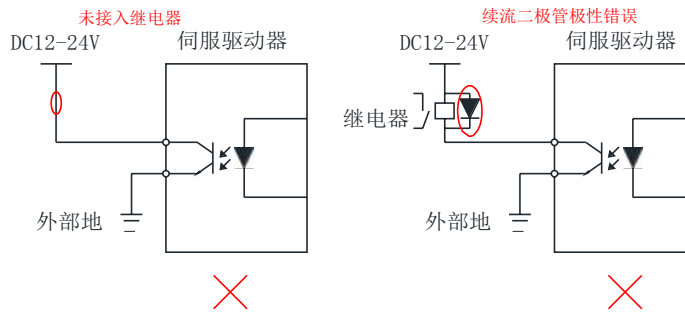 未接入继电器
DC12-24V
伺服驱动器
外部地
续流二极管极性错误
DC12-24V
伺服驱动器
继电器
外部地